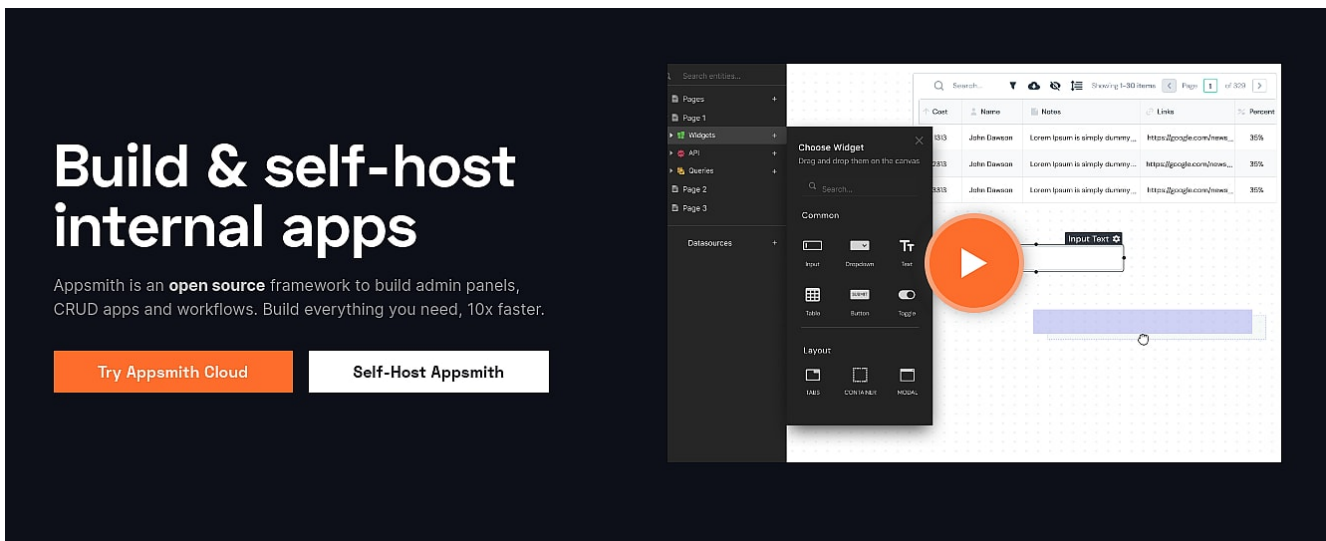 Build & self-host
internal apps
Appsmith is an open source framework to build admin panels,
CRUD apps and workflows. Build everything you need, 10x faster.
Try Appsmith Cloud
Self-Host Appsmith
Search entities...
Pages
Page 1
Widgets
API
Queries
Page 2
Page 3
Datasources
Choose Widget
Drag and drop them on the canvas
Search...
Common
Input
Dropdown
Text
Table
Button
Toggle
Layout
TABS
CONTAINER
MODAL
Search...
Showing 1-30 items
Page 1 of 329
Cost Name Notes Links Percent
John Dawson Lorem Ipsum is simply dummy... https://google.com/news_... 35%
John Dawson Lorem Ipsum is simply dummy... https://google.com/news_... 35%
John Dawson Lorem Ipsum is simply dummy... https://google.com/news_... 35%
Input Text